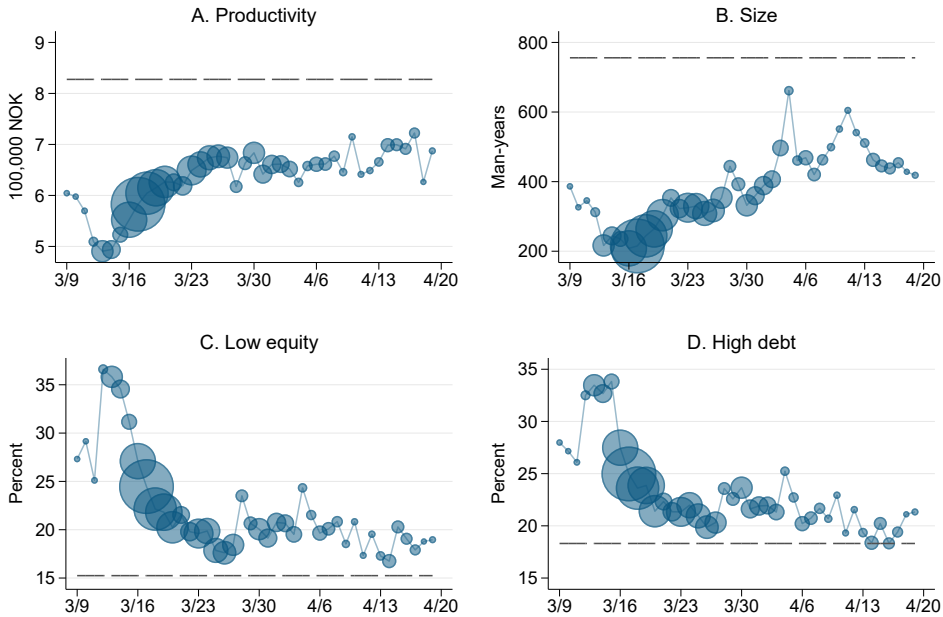 A. Productivity
9
8
7
6
5
100,000 NOK
3/9 3/16 3/23 3/30 4/6 4/13 4/20
B. Size
800
600
400
200
Man-years
3/9 3/16 3/23 3/30 4/6 4/13 4/20
C. Low equity
35
30
25
20
15
Percent
3/9 3/16 3/23 3/30 4/6 4/13 4/20
D. High debt
35
30
25
20
15
Percent
3/9 3/16 3/23 3/30 4/6 4/13 4/20